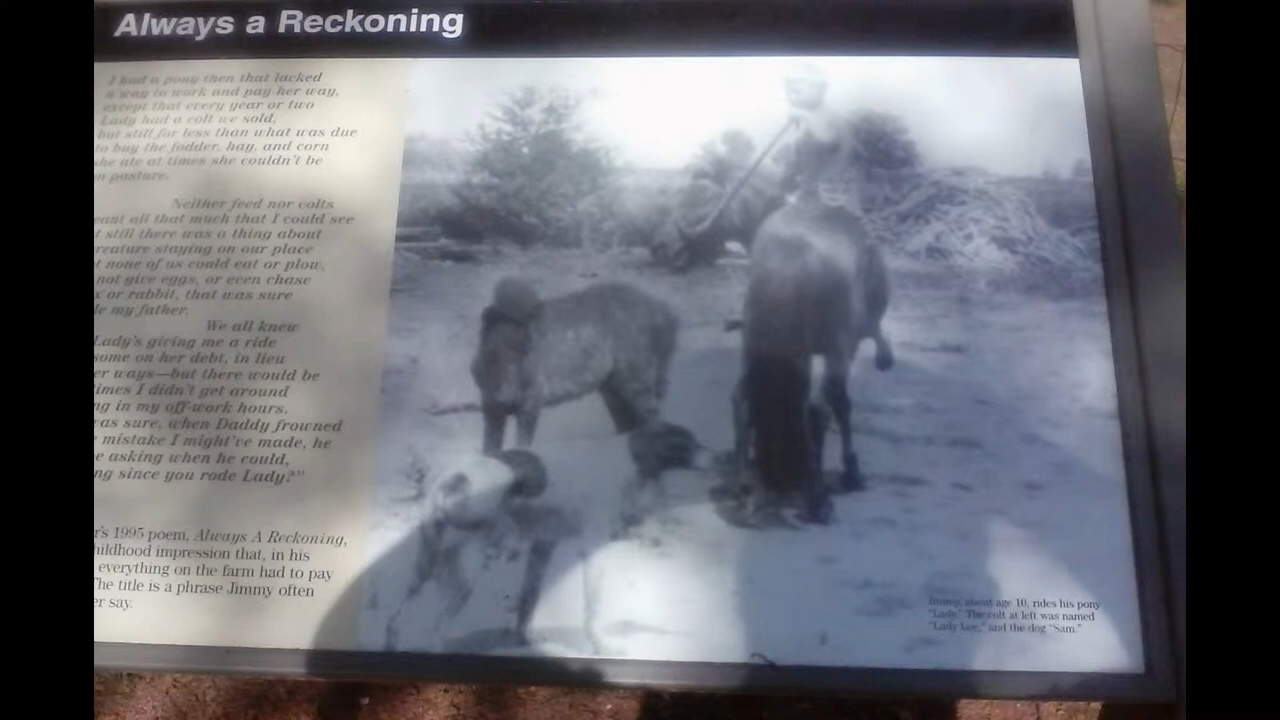 Always a Reckoning
I had a pony then that lacked
a way to work and pay her way,
except that every year or two
Lady had a colt we sold,
but still far less than what was due
to buy the fodder, hay, and corn
she ate at times she couldn't be
n pasture.
Neither feed nor colts
eant all that much that I could see
t still there was a thing about
reature staying on our place
t none of us could eat or plow,
not give eggs, or even chase
x or rabbit, that was sure
le my father.
We all knew
Lady's giving me a ride
some on her debt, in lieu
er ways—but there would be
times I didn't get around
ng in my off-work hours.
as sure, when Daddy frowned
e mistake I might've made, he
e asking when he could,
ng since you rode Lady?"
r's 1995 poem, Always A Reckoning,
hildhood impression that, in his
everything on the farm had to pay
The title is a phrase Jimmy often
er say.
Jimmy, about age 10, rides his pony
"Lady." The colt at left was named
"Lady Lee," and the dog "Sam."